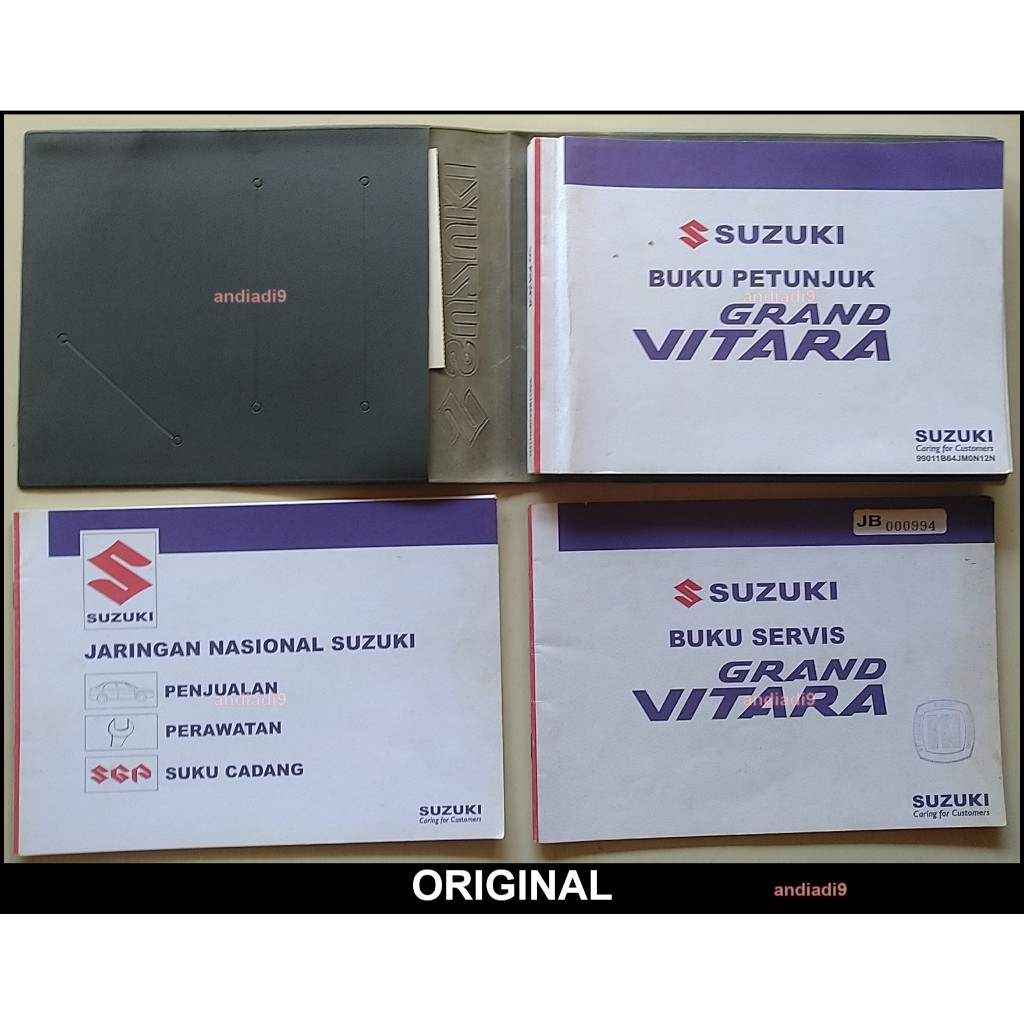 andiadi9
SUZUKI
SUZUKI
BUKU PETUNJUK
andiadi9
GRAND
VITARA
SUZUKI
Caring for Customers
99011B64JM0N12N
SUZUKI
JARINGAN NASIONAL SUZUKI
PENJUALAN
andiadi9
PERAWATAN
SGP SUKU CADANG
SUZUKI
Caring for Customers
JB 000994
SUZUKI
BUKU SERVIS
GRAND
VITARA
andiadi9
SUZUKI
Caring for Customers
ORIGINAL
andiadi9